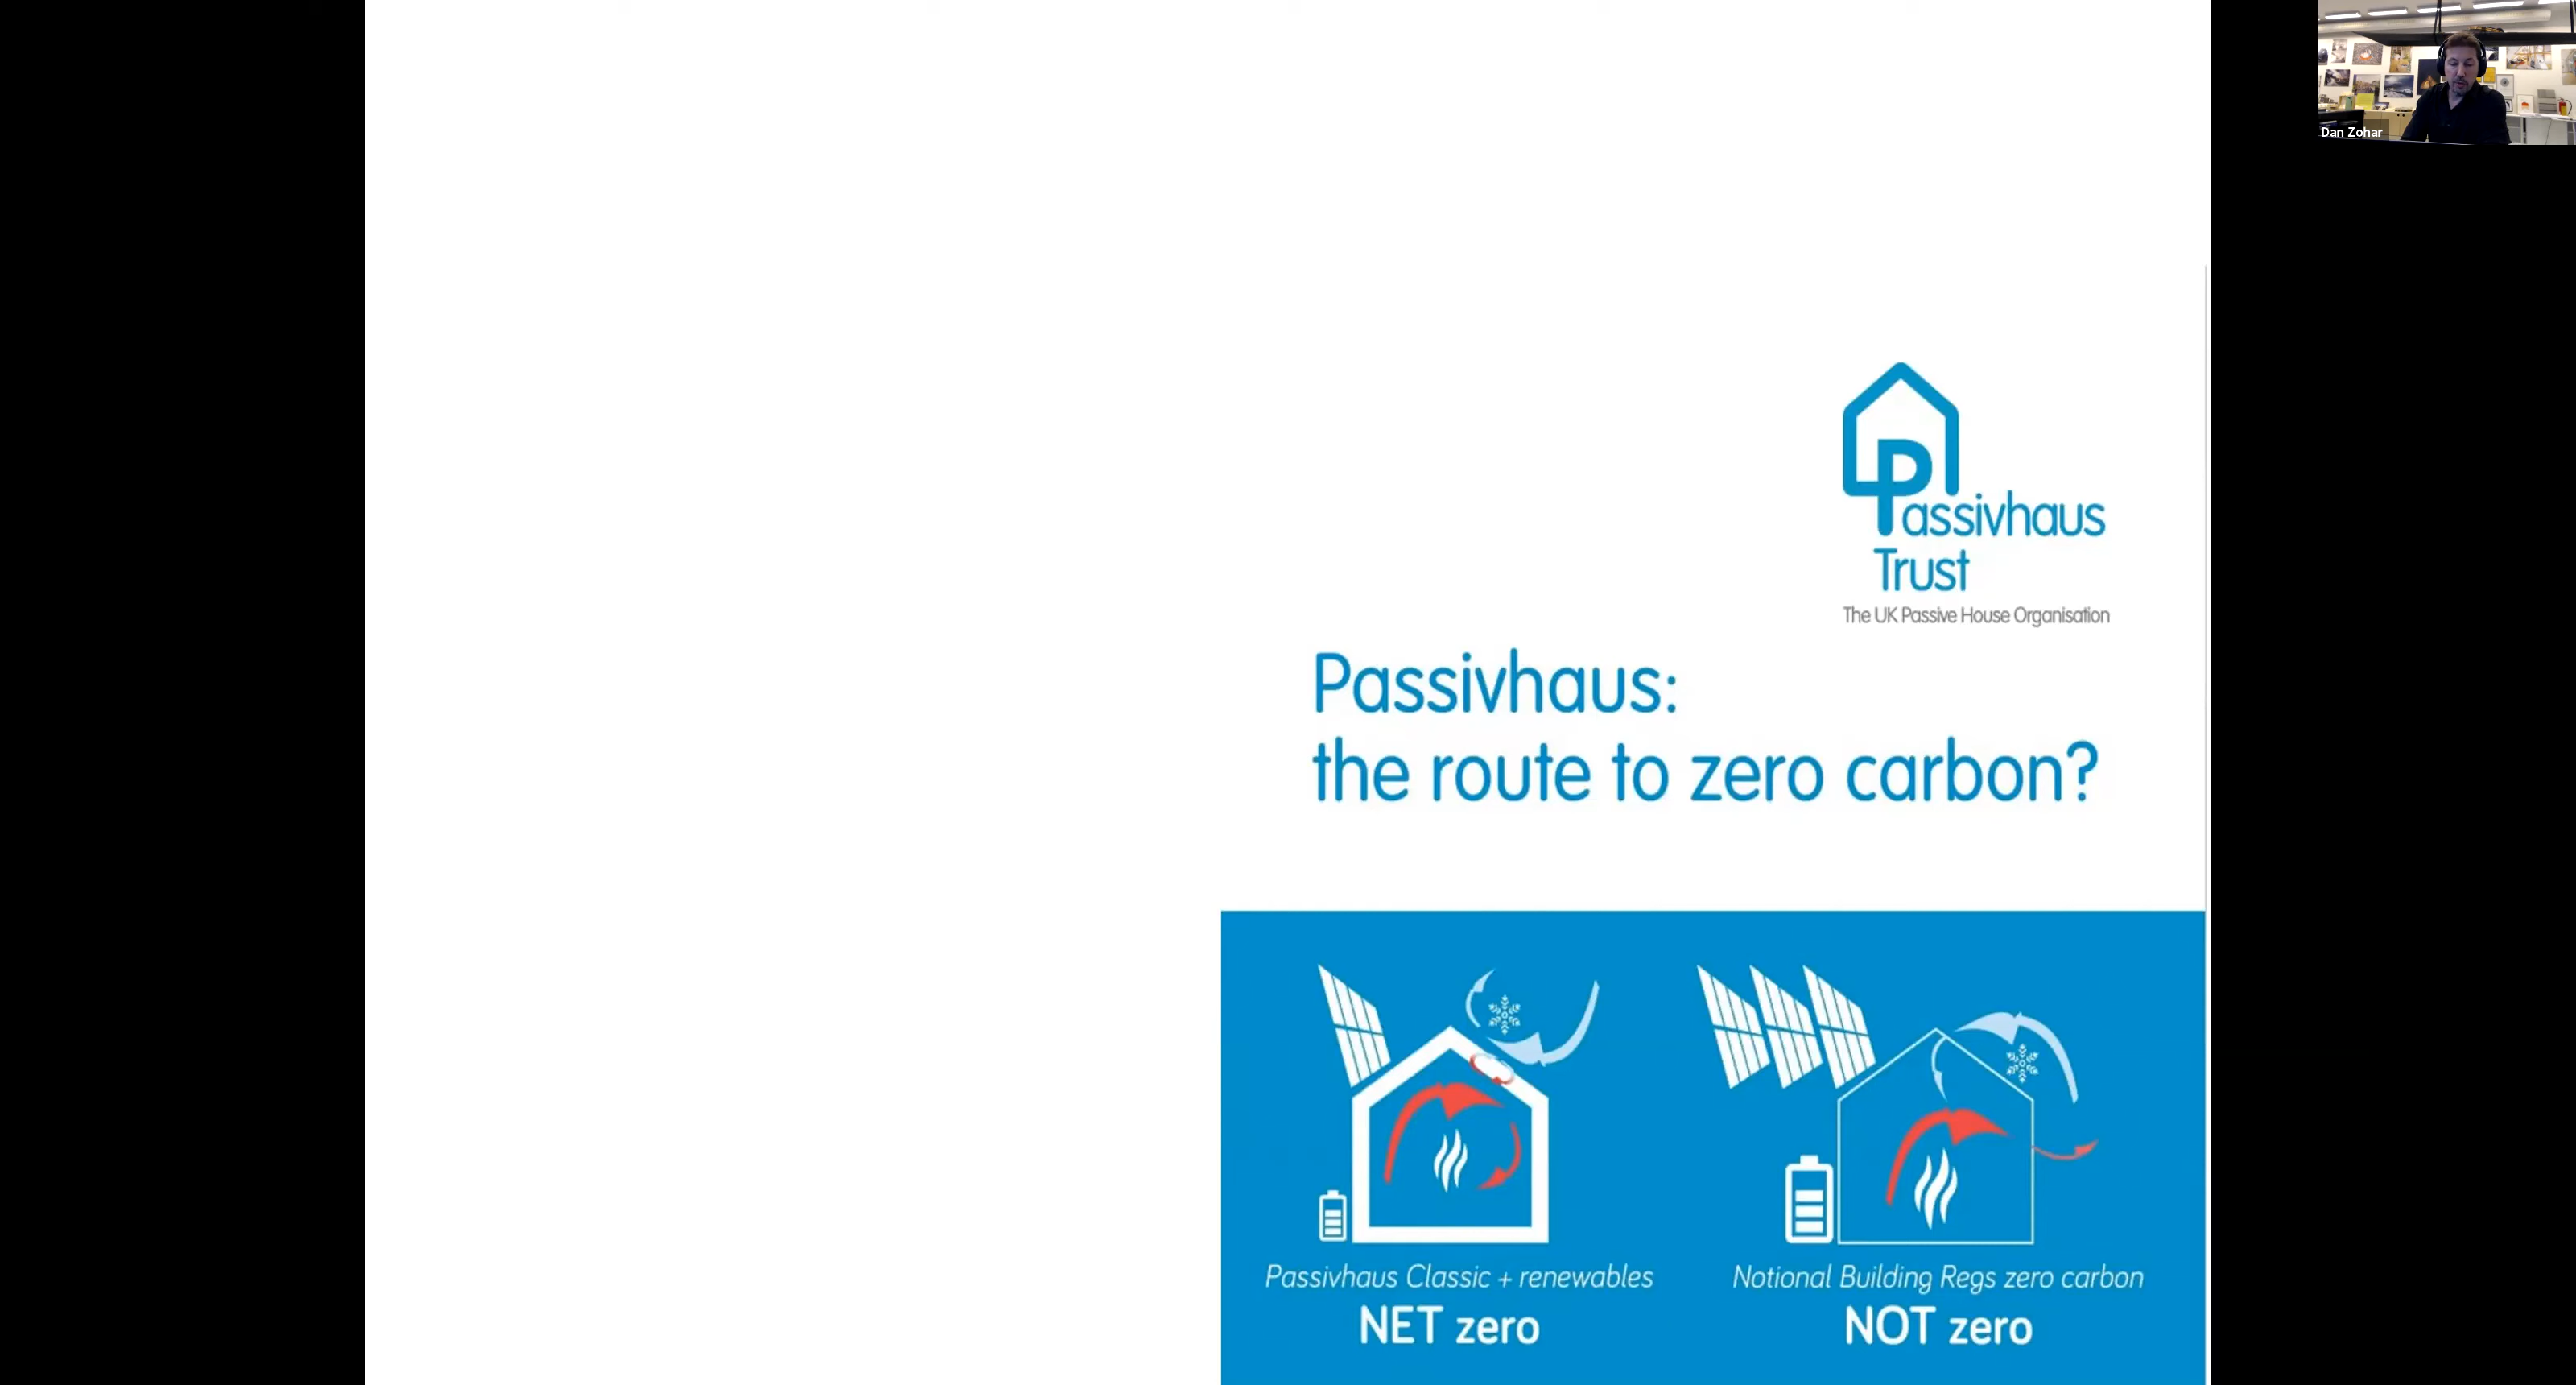 Dan Zohar
Passivhaus
Trust
The UK Passive House Organisation
Passivhaus:
the route to zero carbon?
Passivhaus Classic + renewables
NET zero
Notional Building Regs zero carbon
NOT zero